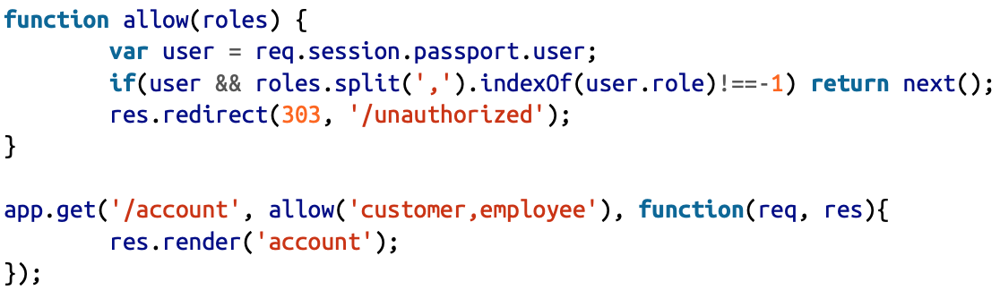 function allow(roles) {
        var user = req.session.passport.user;
        if(user && roles.split(',').indexOf(user.role)!==-1) return next();
        res.redirect(303, '/unauthorized');
}

app.get('/account', allow('customer,employee'), function(req, res){
        res.render('account');
});